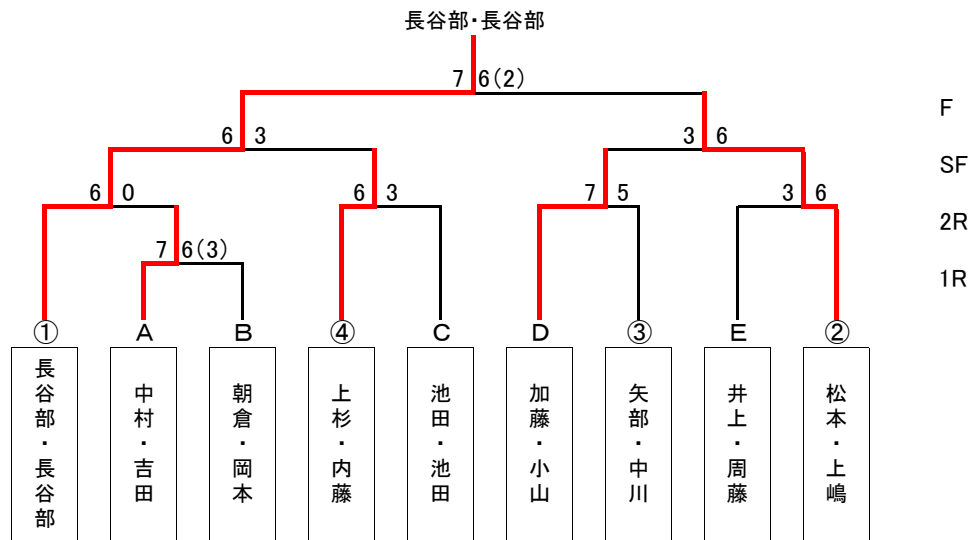 長谷部・長谷部
7 6(2)
F
6 3
3 6
SF
6 0
6 3
7 5
3 6
2R
7 6(3)
1R
① A B ④ C D ③ E ②
長谷部・長谷部
中村・吉田
朝倉・岡本
上杉・内藤
池田・池田
加藤・小山
矢部・中川
井上・周藤
松本・上嶋